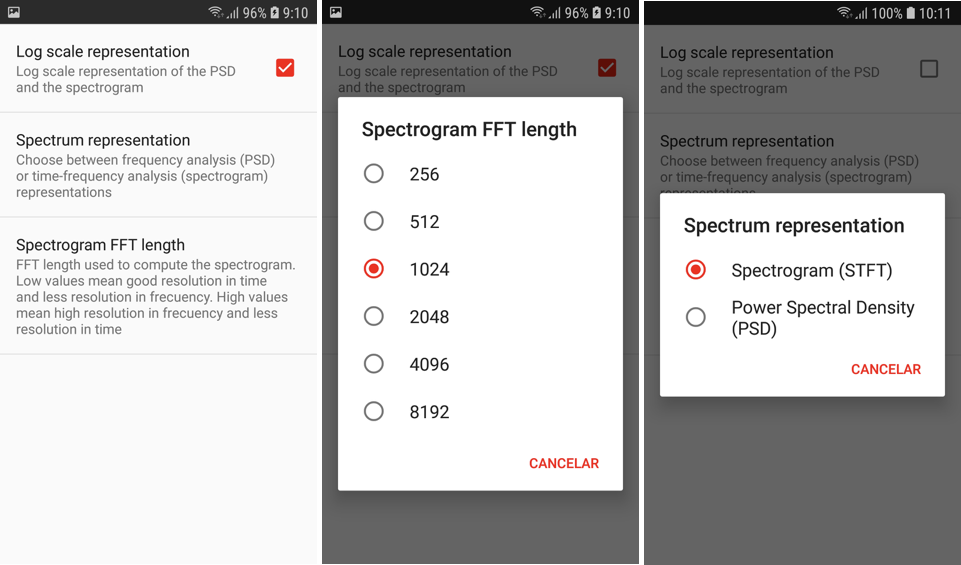 96% 9:10
Log scale representation
Log scale representation of the PSD
and the spectrogram
Spectrum representation
Choose between frequency analysis (PSD)
or time-frequency analysis (spectrogram)
representations
Spectrogram FFT length
FFT length used to compute the spectrogram.
Low values mean good resolution in time
and less resolution in frecuency. High values
mean high resolution in frecuency and less
resolution in time
96% 9:10
Log scale representation
Log scale representation of the PSD
and the spectrogram
Spectrogram FFT length
256
512
1024
2048
4096
8192
CANCELAR
100% 10:11
Log scale representation
Log scale representation of the PSD
and the spectrogram
Spectrum representation
Choose between frequency analysis (PSD)
or time-frequency analysis (spectrogram)
representations
Spectrum representation
Spectrogram (STFT)
Power Spectral Density
(PSD)
CANCELAR